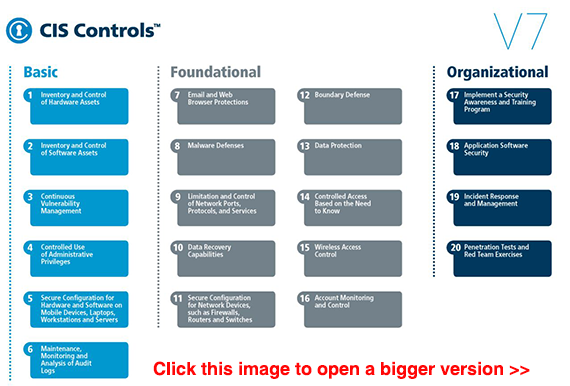 CIS Controls™
V7
Basic
1 Inventory and Control
of Hardware Assets
2 Inventory and Control
of Software Assets
3 Continuous
Vulnerability
Management
4 Controlled Use
of Administrative
Privileges
5 Secure Configuration for
Hardware and Software on
Mobile Devices, Laptops,
Workstations and Servers
6 Maintenance,
Monitoring and
Analysis of Audit
Logs
Foundational
7 Email and Web
Browser Protections
8 Malware Defenses
9 Limitation and Control
of Network Ports,
Protocols, and Services
10 Data Recovery
Capabilities
11 Secure Configuration
for Network Devices,
such as Firewalls,
Routers and Switches
12 Boundary Defense
13 Data Protection
14 Controlled Access
Based on the Need
to Know
15 Wireless Access
Control
16 Account Monitoring
and Control
Organizational
17 Implement a Security
Awareness and Training
Program
18 Application Software
Security
19 Incident Response
and Management
20 Penetration Tests and
Red Team Exercises
Click this image to open a bigger version >>